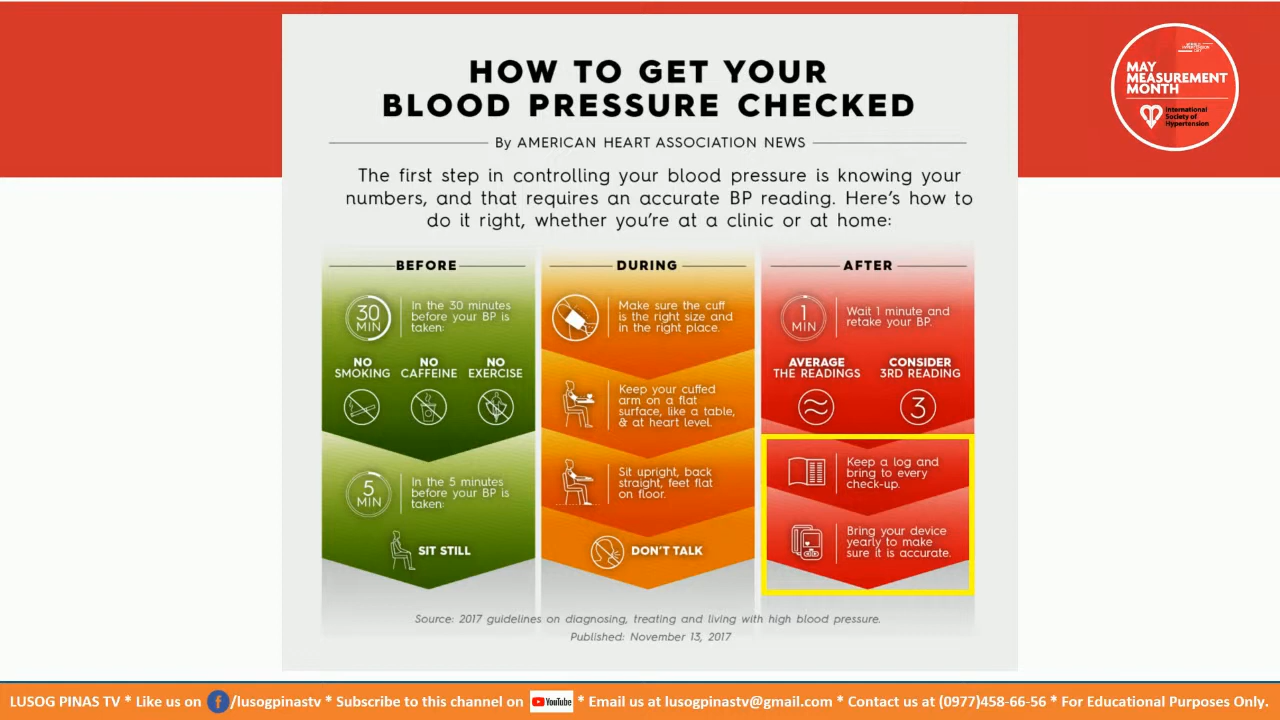 HOW TO GET YOUR
BLOOD PRESSURE CHECKED
By AMERICAN HEART ASSOCIATION NEWS
The first step in controlling your blood pressure is knowing your
numbers, and that requires an accurate BP reading. Here's how to
do it right, whether you're at a clinic or at home:
BEFORE
30
MIN
In the 30 minutes
before your BP is
taken:
NO
SMOKING
NO
CAFFEINE
NO
EXERCISE
5
MIN
In the 5 minutes
before your BP is
taken:
SIT STILL
DURING
Make sure the cuff
is the right size and
in the right place.
Keep your cuffed
arm on a flat
surface, like a table,
& at heart level.
Sit upright, back
straight, feet flat
on floor.
DON'T TALK
AFTER
1
MIN
Wait 1 minute and
retake your BP.
AVERAGE
THE READINGS
CONSIDER
3RD READING
3
Keep a log and
bring to every
check-up.
Bring your device
yearly to make
sure it is accurate.
Source: 2017 guidelines on diagnosing, treating and living with high blood pressure.
Published: November 13, 2017
MAY
MEASUREMENT
MONTH
International
Society of
Hypertension
LUSOG PINAS TV * Like us on f /lusogpinastv * Subscribe to this channel on YouTube * Email us at lusogpinastv@gmail.com * Contact us at (0977)458-66-56 * For Educational Purposes Only.